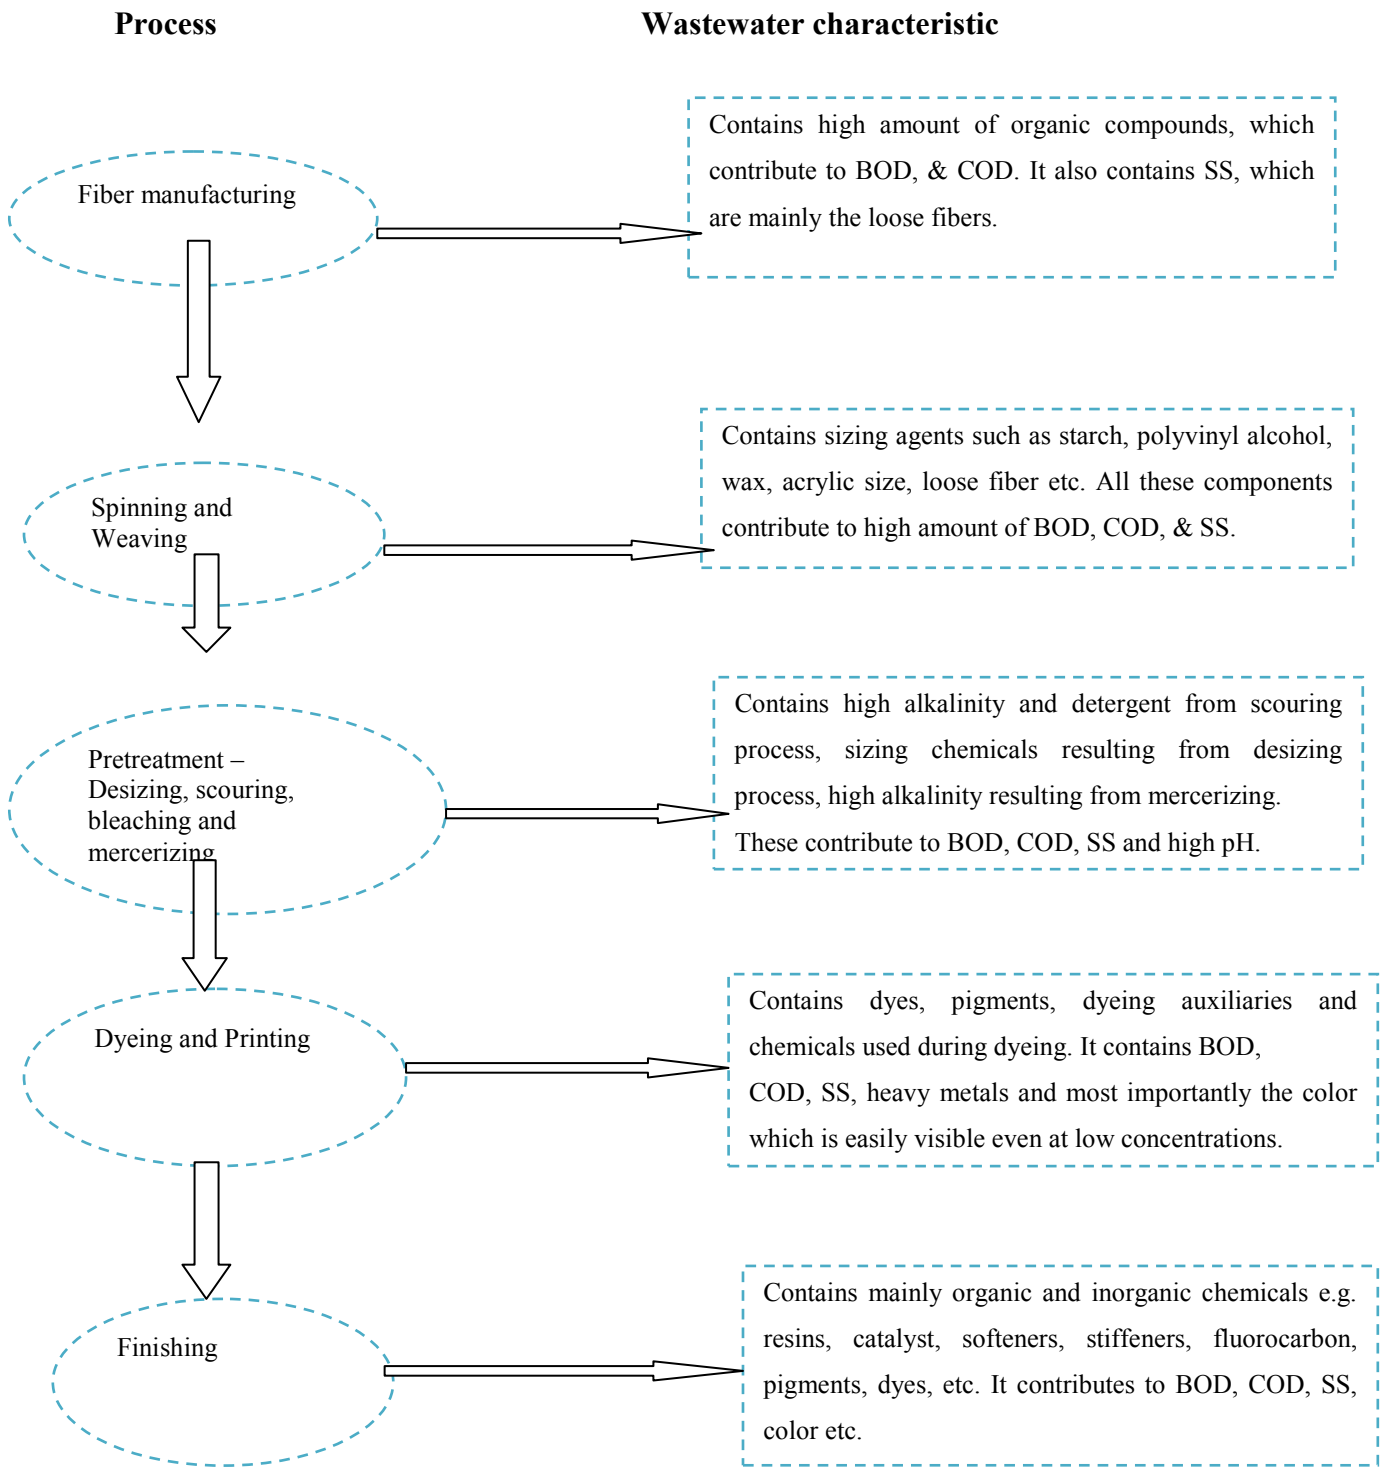 Process
Wastewater characteristic
Fiber manufacturing
Contains high amount of organic compounds, which
contribute to BOD, & COD. It also contains SS, which
are mainly the loose fibers.
Spinning and
Weaving
Contains sizing agents such as starch, polyvinyl alcohol,
wax, acrylic size, loose fiber etc. All these components
contribute to high amount of BOD, COD, & SS.
Pretreatment –
Desizing, scouring,
bleaching and
mercerizing
Contains high alkalinity and detergent from scouring
process, sizing chemicals resulting from desizing
process, high alkalinity resulting from mercerizing.
These contribute to BOD, COD, SS and high pH.
Dyeing and Printing
Contains dyes, pigments, dyeing auxiliaries and
chemicals used during dyeing. It contains BOD,
COD, SS, heavy metals and most importantly the color
which is easily visible even at low concentrations.
Finishing
Contains mainly organic and inorganic chemicals e.g.
resins, catalyst, softeners, stiffeners, fluorocarbon,
pigments, dyes, etc. It contributes to BOD, COD, SS,
color etc.